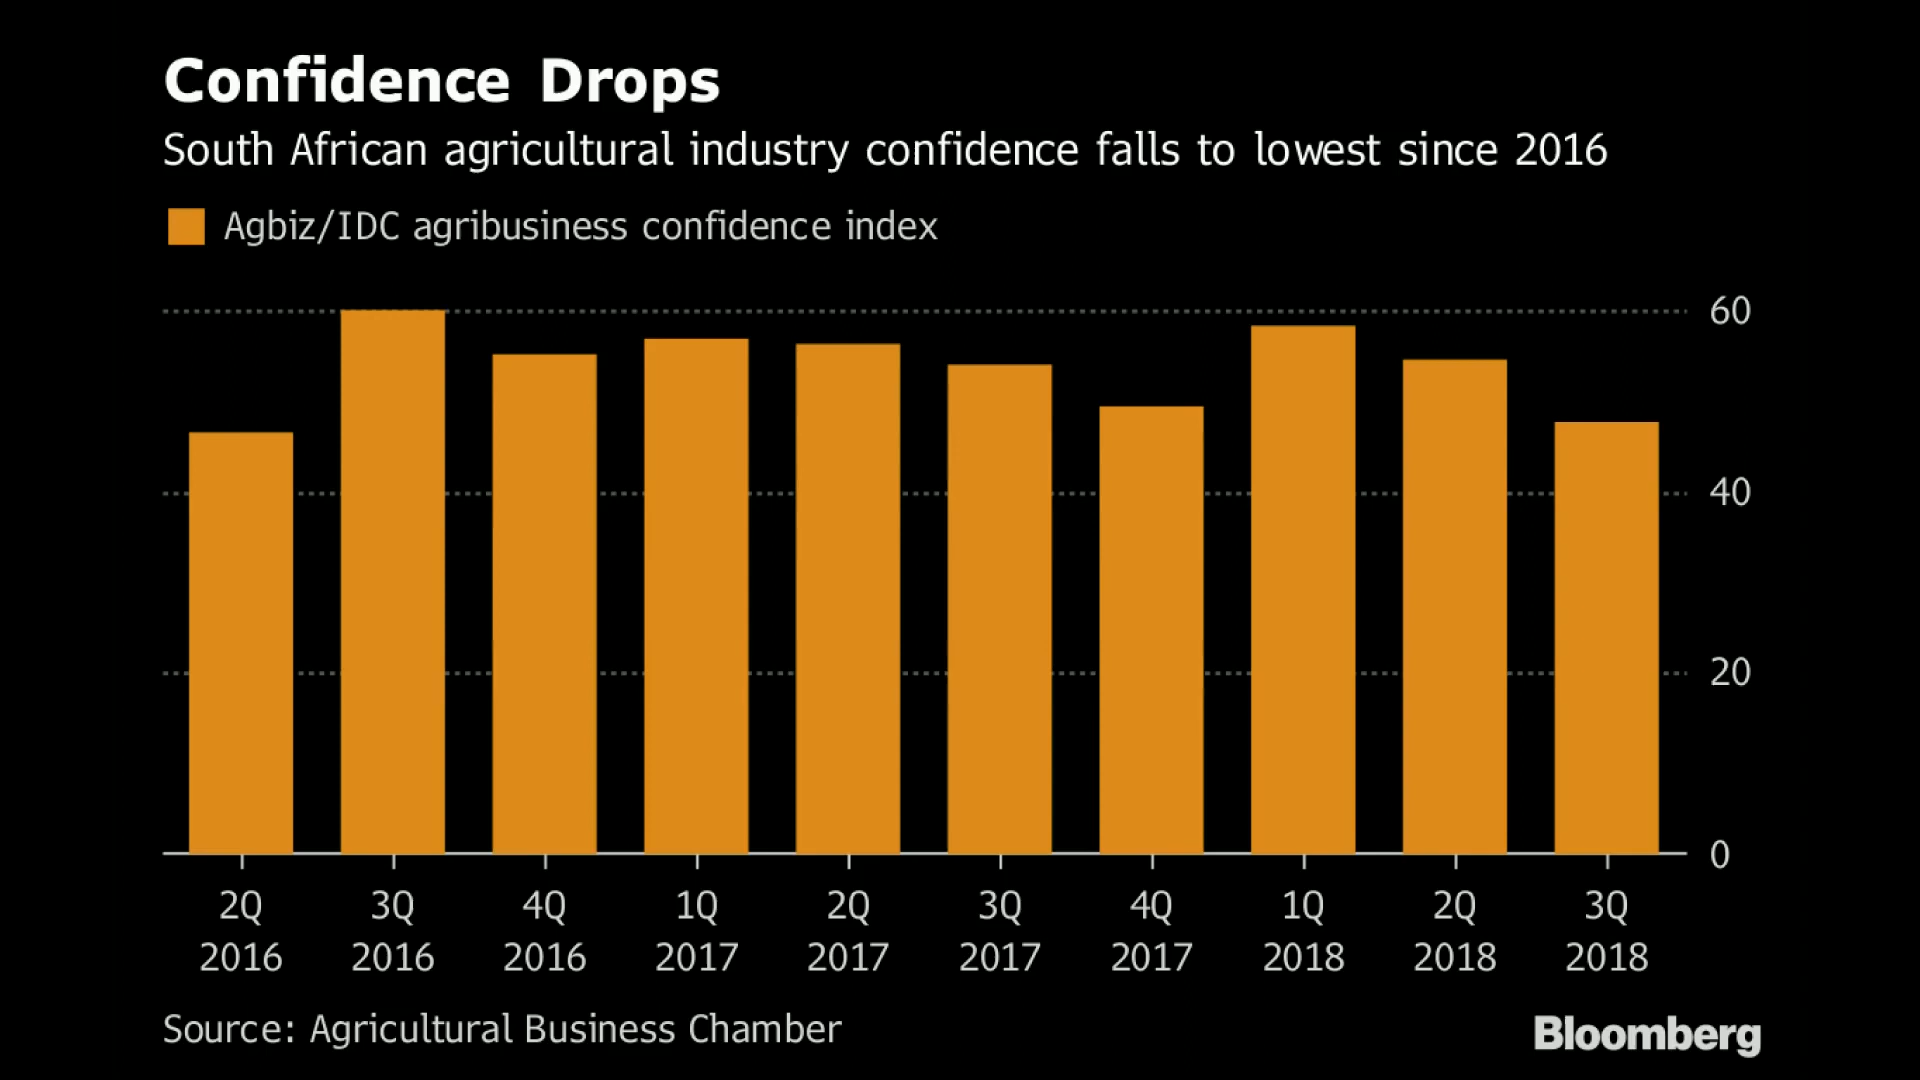 Confidence Drops
South African agricultural industry confidence falls to lowest since 2016
Agbiz/IDC agribusiness confidence index
60
40
20
0
2Q 3Q 4Q 1Q 2Q 3Q 4Q 1Q 2Q 3Q
2016 2016 2016 2017 2017 2017 2017 2018 2018 2018
Source: Agricultural Business Chamber
Bloomberg